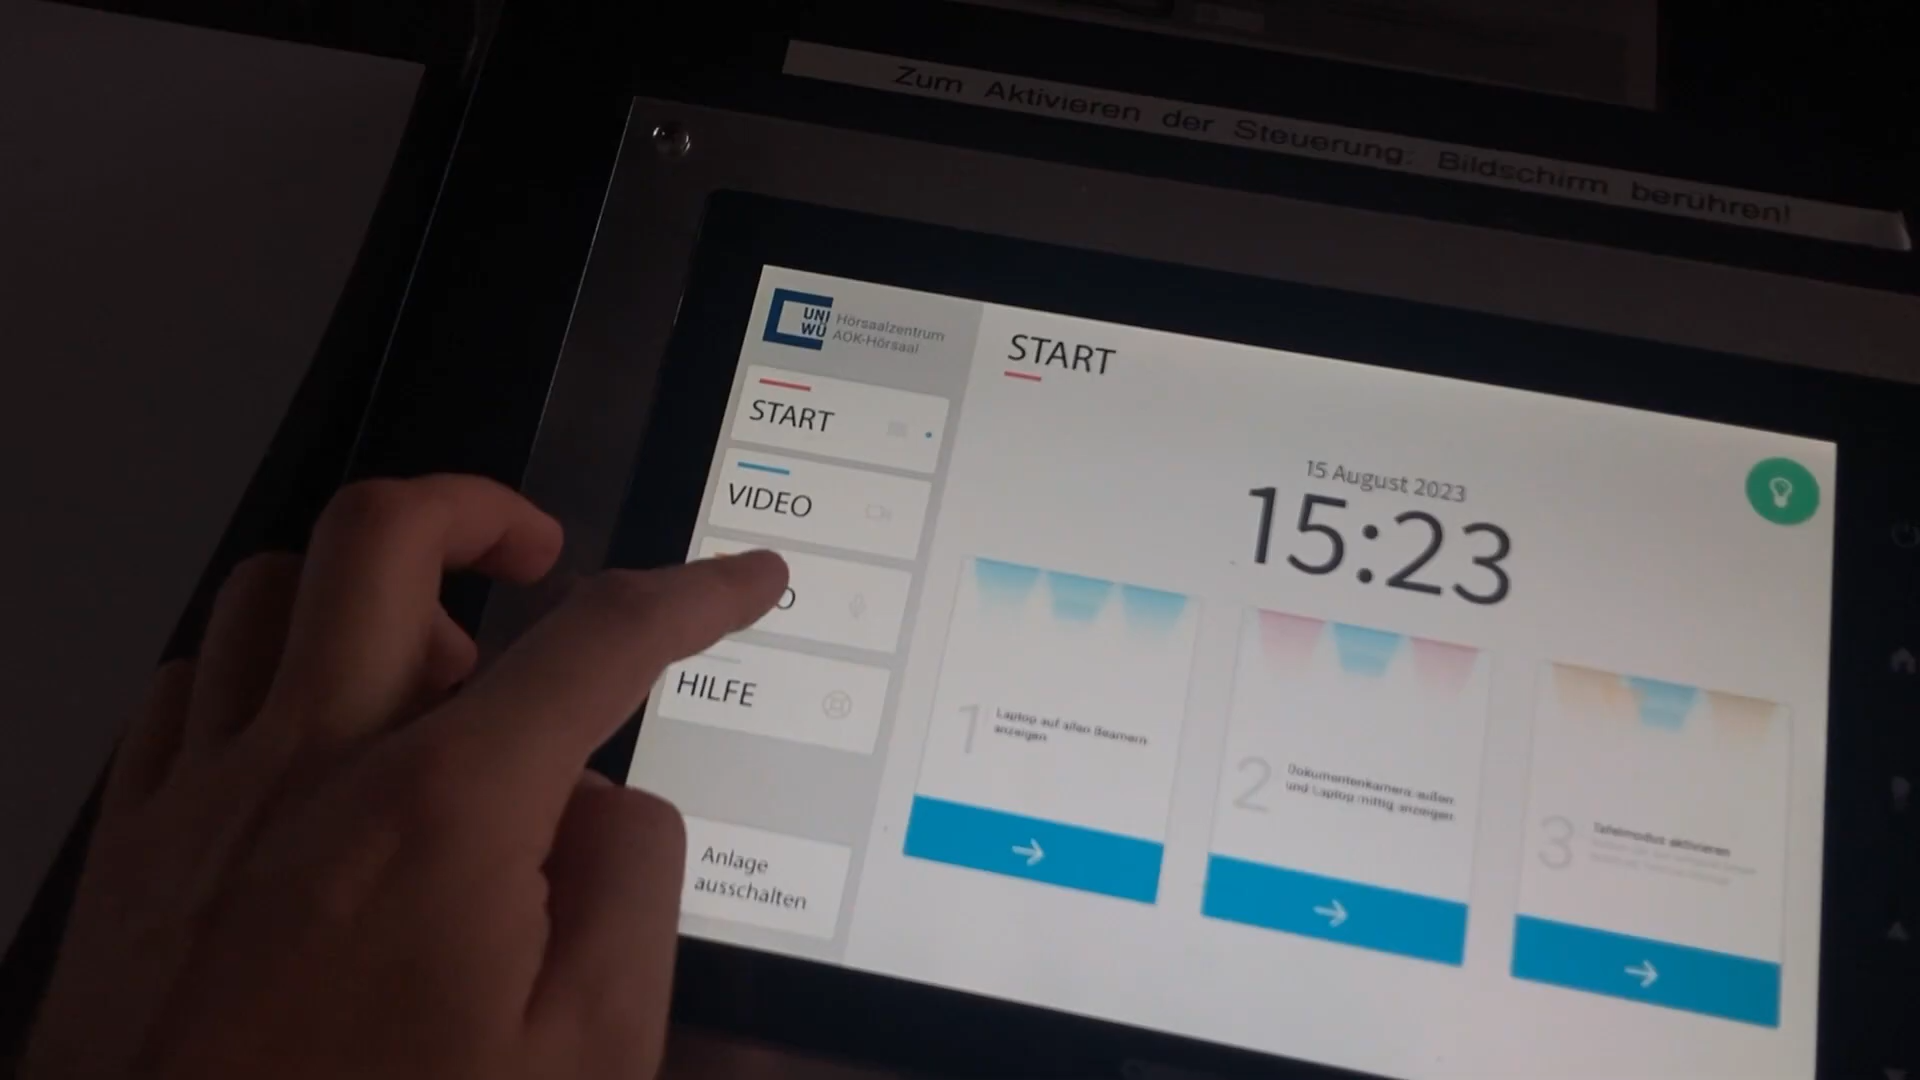 Zum Aktivieren der Steuerung: Bildschirm berühren!
UNI
WÜ
Hörsaalzentrum
AOK-Hörsaal
START
VIDEO
O
HILFE
Anlage
ausschalten
START
15 August 2023
15:23
1
Laptop auf allen Beamern
anzeigen
2
Dokumentenkamera außen
und Laptop mittig anzeigen
3
Tafelmodus aktivieren